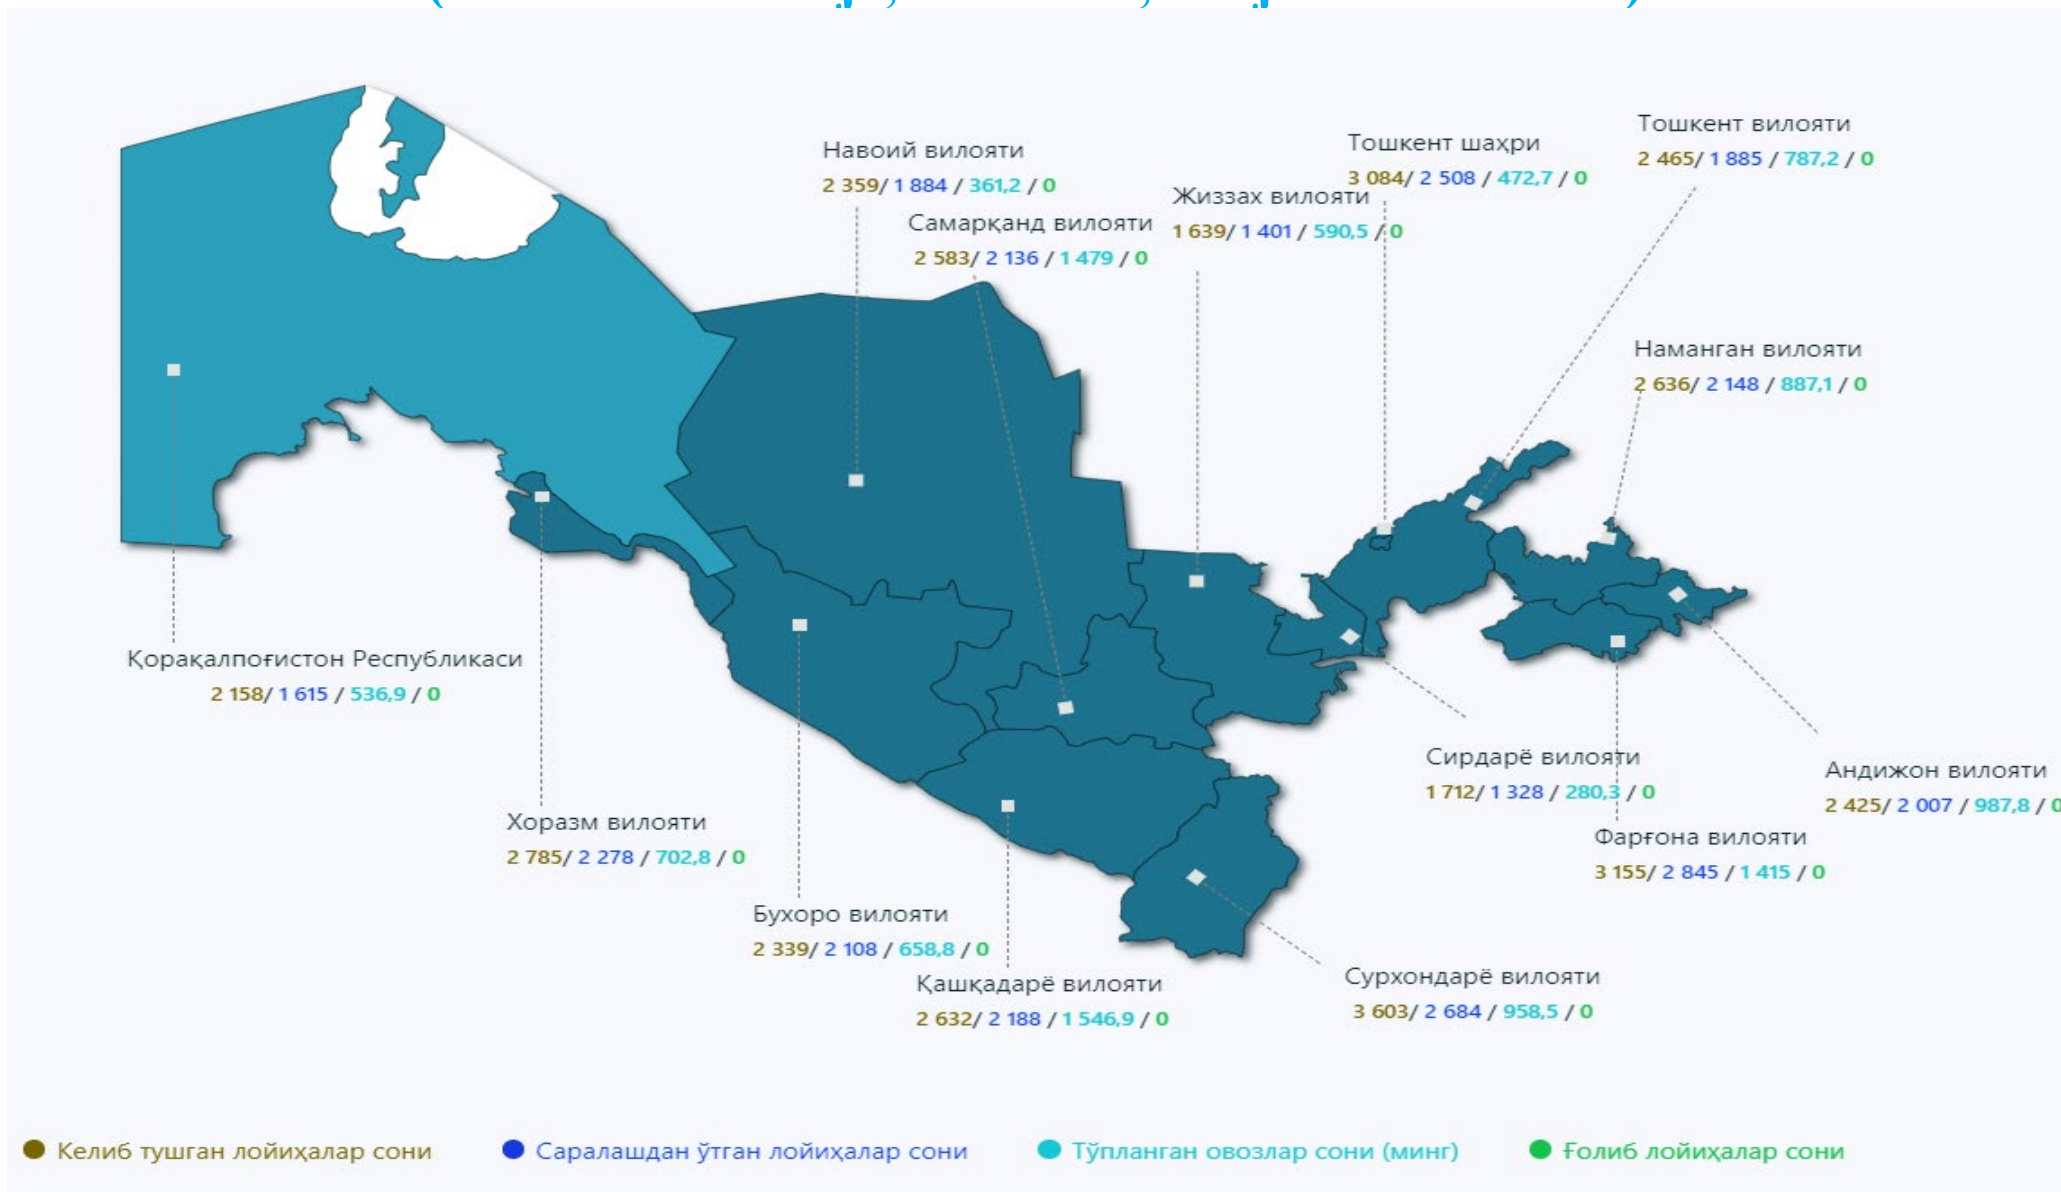 Тошкент вилояти
2 465/ 1 885 / 787,2 / 0
Тошкент шаҳри
3 084/ 2 508 / 472,7 / 0
Навоий вилояти
2 359/ 1 884 / 361,2 / 0
Жиззах вилояти
1 639/ 1 401 / 590,5 / 0
Самарқанд вилояти
2 583/ 2 136 / 1 479 / 0
Наманган вилояти
2 636/ 2 148 / 887,1 / 0
Қорақалпоғистон Республикаси
2 158/ 1 615 / 536,9 / 0
Сирдарё вилояти
1 712/ 1 328 / 280,3 / 0
Андижон вилояти
2 425/ 2 007 / 987,8 / 0
Хоразм вилояти
2 785/ 2 278 / 702,8 / 0
Фарғона вилояти
3 155/ 2 845 / 1 415 / 0
Бухоро вилояти
2 339/ 2 108 / 658,8 / 0
Қашқадарё вилояти
2 632/ 2 188 / 1 546,9 / 0
Сурхондарё вилояти
3 603/ 2 684 / 958,5 / 0
Келиб тушган лойиҳалар сони
Саралашдан ўтган лойиҳалар сони
Тўпланган овозлар сони (минг)
Ғолиб лойиҳалар сони